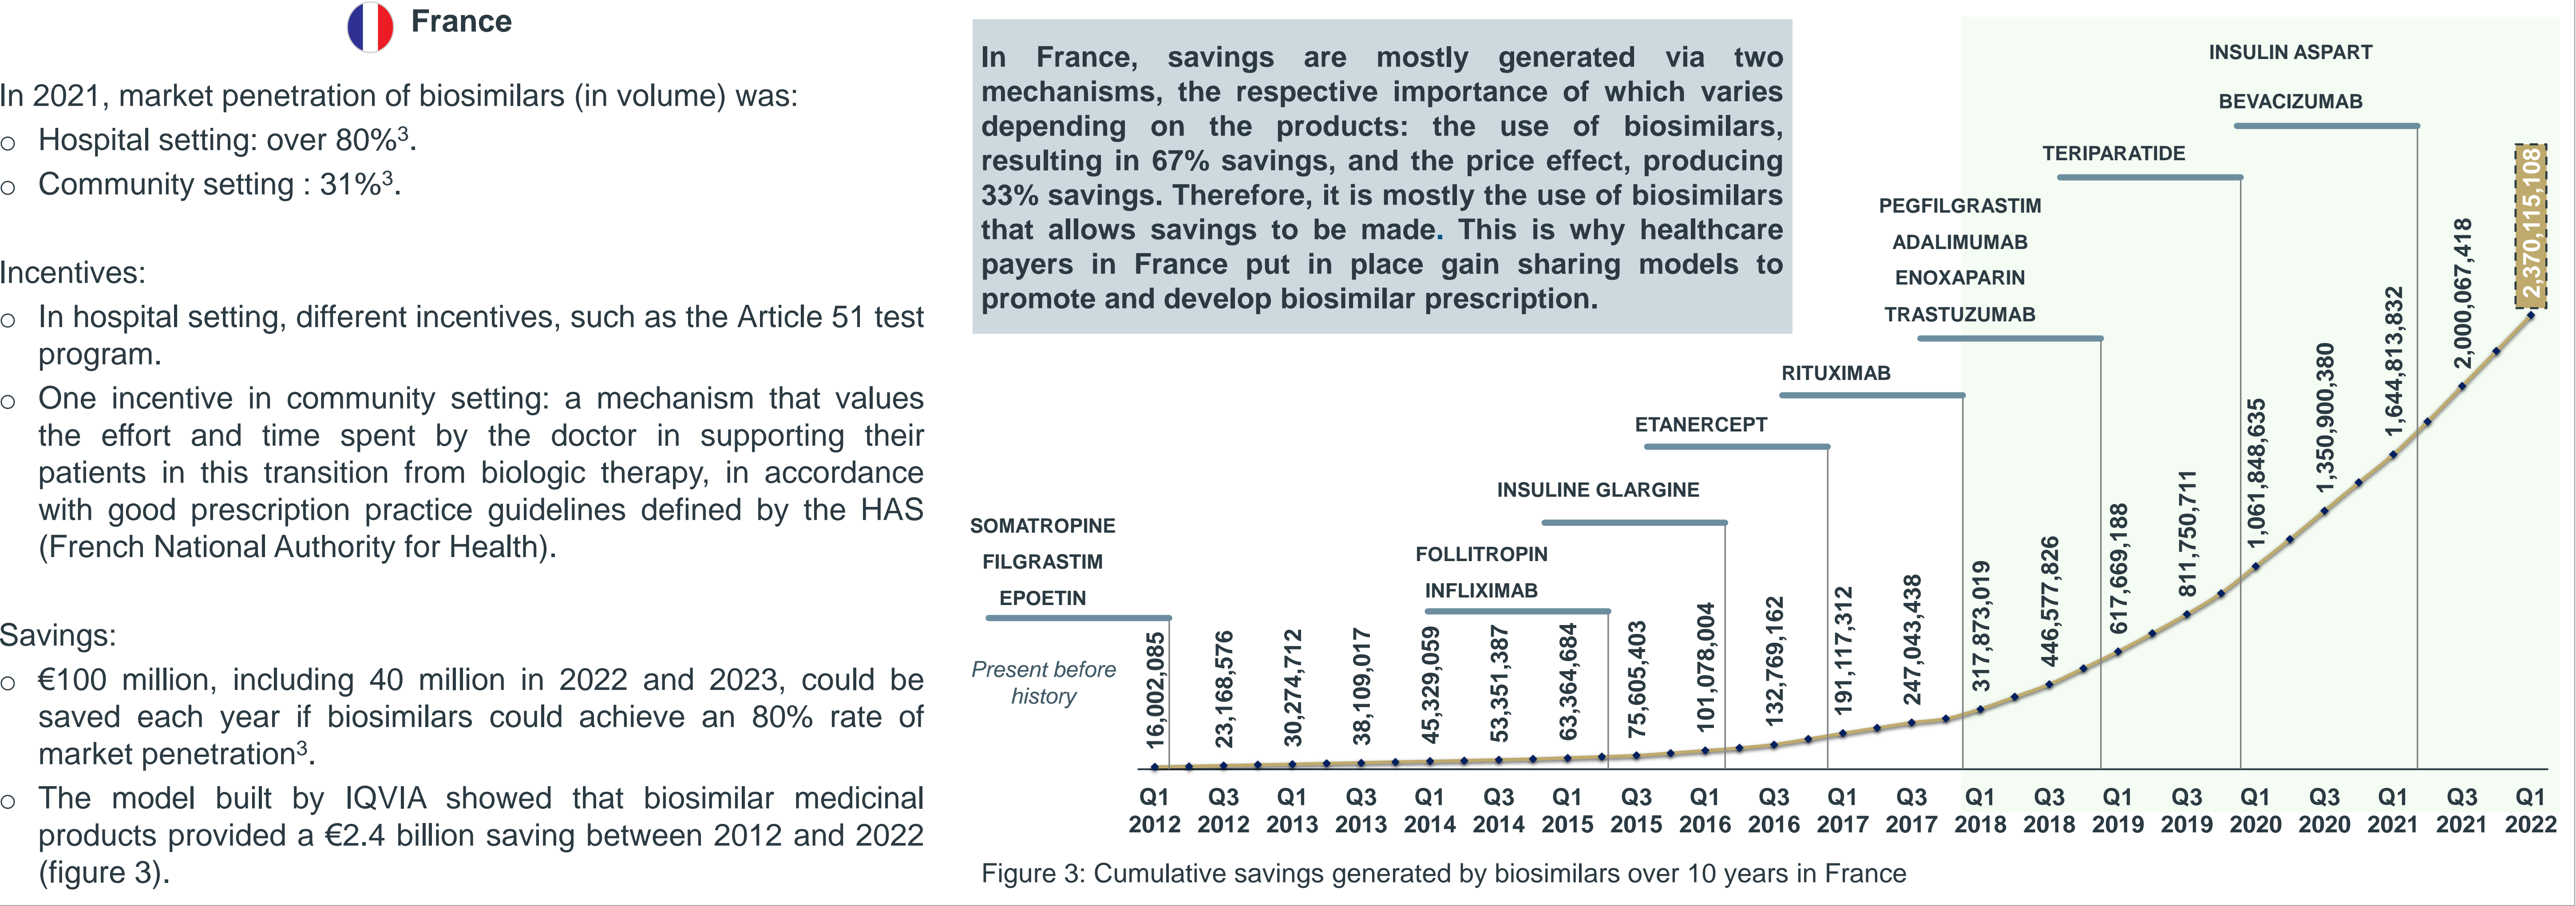 France
In 2021, market penetration of biosimilars (in volume) was:
o Hospital setting: over 80%³.
o Community setting : 31%³.
Incentives:
o In hospital setting, different incentives, such as the Article 51 test
program.
o One incentive in community setting: a mechanism that values
the effort and time spent by the doctor in supporting their
patients in this transition from biologic therapy, in accordance
with good prescription practice guidelines defined by the HAS
(French National Authority for Health).
Savings:
o €100 million, including 40 million in 2022 and 2023, could be
saved each year if biosimilars could achieve an 80% rate of
market penetration³.
o The model built by IQVIA showed that biosimilar medicinal
products provided a €2.4 billion saving between 2012 and 2022
(figure 3).
In France, savings are mostly generated via two
mechanisms, the respective importance of which varies
depending on the products: the use of biosimilars,
resulting in 67% savings, and the price effect, producing
33% savings. Therefore, it is mostly the use of biosimilars
that allows savings to be made. This is why healthcare
payers in France put in place gain sharing models to
promote and develop biosimilar prescription.
SOMATROPINE
FILGRASTIM
EPOETIN
Present before
history
FOLLITROPIN
INFLIXIMAB
INSULINE GLARGINE
ETANERCEPT
RITUXIMAB
PEGFILGRASTIM
ADALIMUMAB
ENOXAPARIN
TRASTUZUMAB
TERIPARATIDE
INSULIN ASPART
BEVACIZUMAB
16,002,085
23,168,576
30,274,712
38,109,017
45,329,059
53,351,387
63,364,684
75,605,403
101,078,004
132,769,162
191,117,312
247,043,438
317,873,019
446,577,826
617,669,188
811,750,711
1,061,848,635
1,350,900,380
1,644,813,832
2,000,067,418
2,370,115,108
Q1 Q3 Q1 Q3 Q1 Q3 Q1 Q3 Q1 Q3 Q1 Q3 Q1 Q3 Q1 Q3 Q1 Q3 Q1 Q3 Q1
2012 2012 2013 2013 2014 2014 2015 2015 2016 2016 2017 2017 2018 2018 2019 2019 2020 2020 2021 2021 2022
Figure 3: Cumulative savings generated by biosimilars over 10 years in France